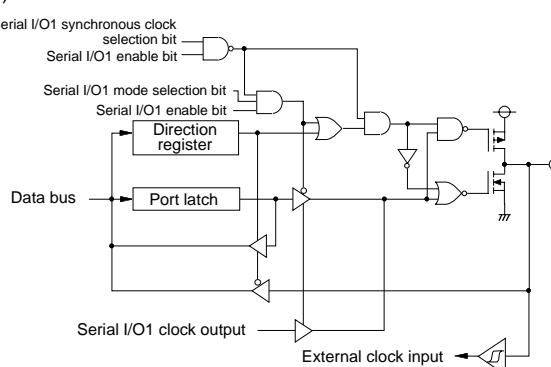 Serial I/O1 synchronous clock
selection bit
Serial I/O1 enable bit
Serial I/O1 mode selection bit
Serial I/O1 enable bit
Direction
register
Data bus
Port latch
Serial I/O1 clock output
External clock input